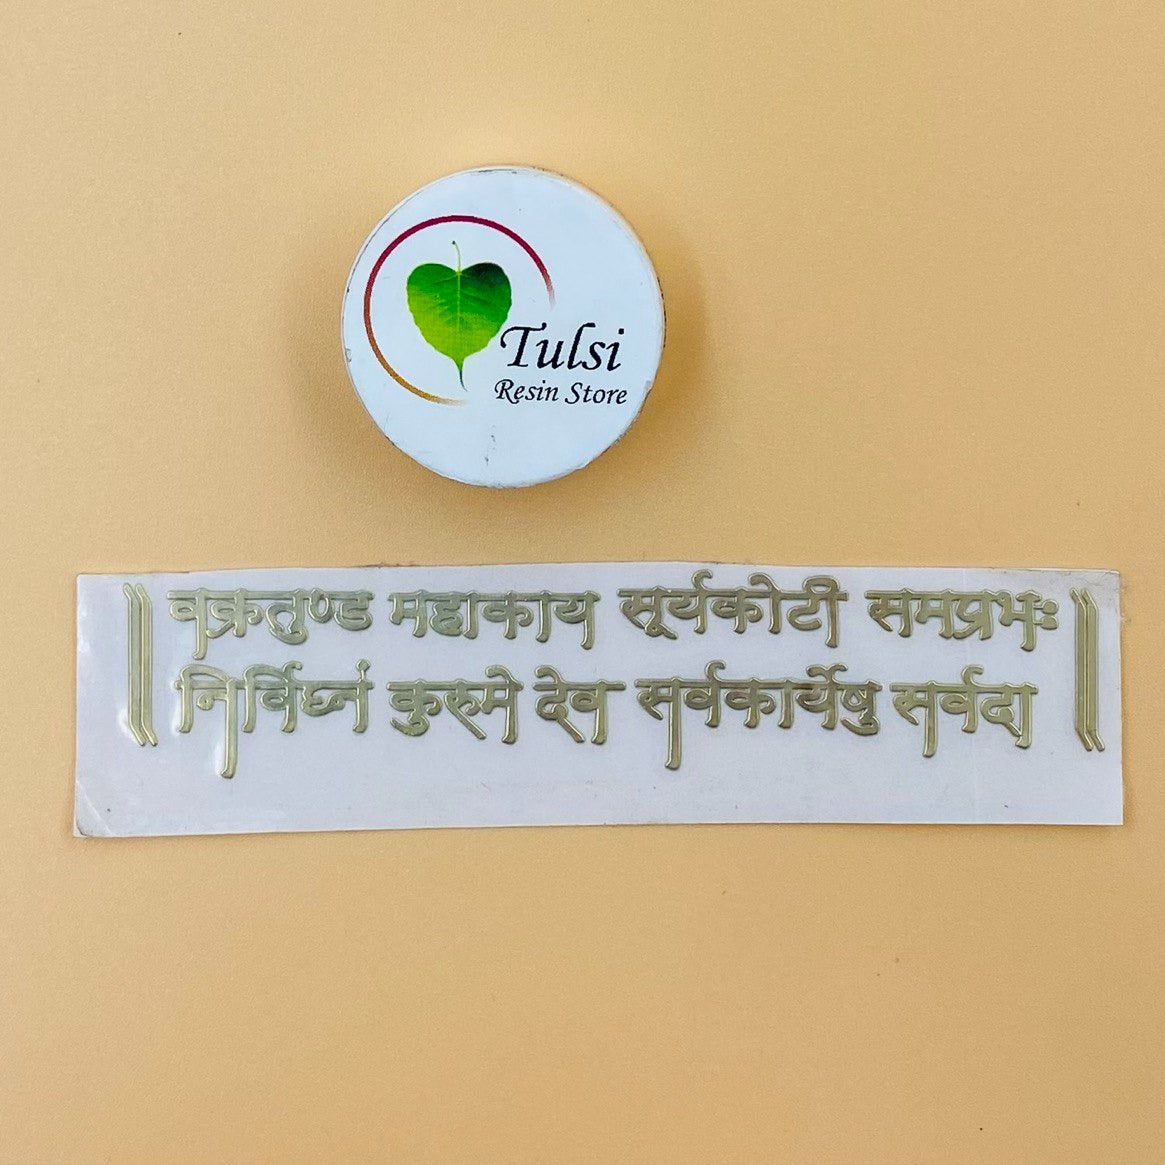 Tulsi
Resin Store
॥ वक्रतुण्ड महाकाय सूर्यकोटी समप्रभः
निर्विघ्नं कुरुमे देव सर्वकार्येषु सर्वदा ॥